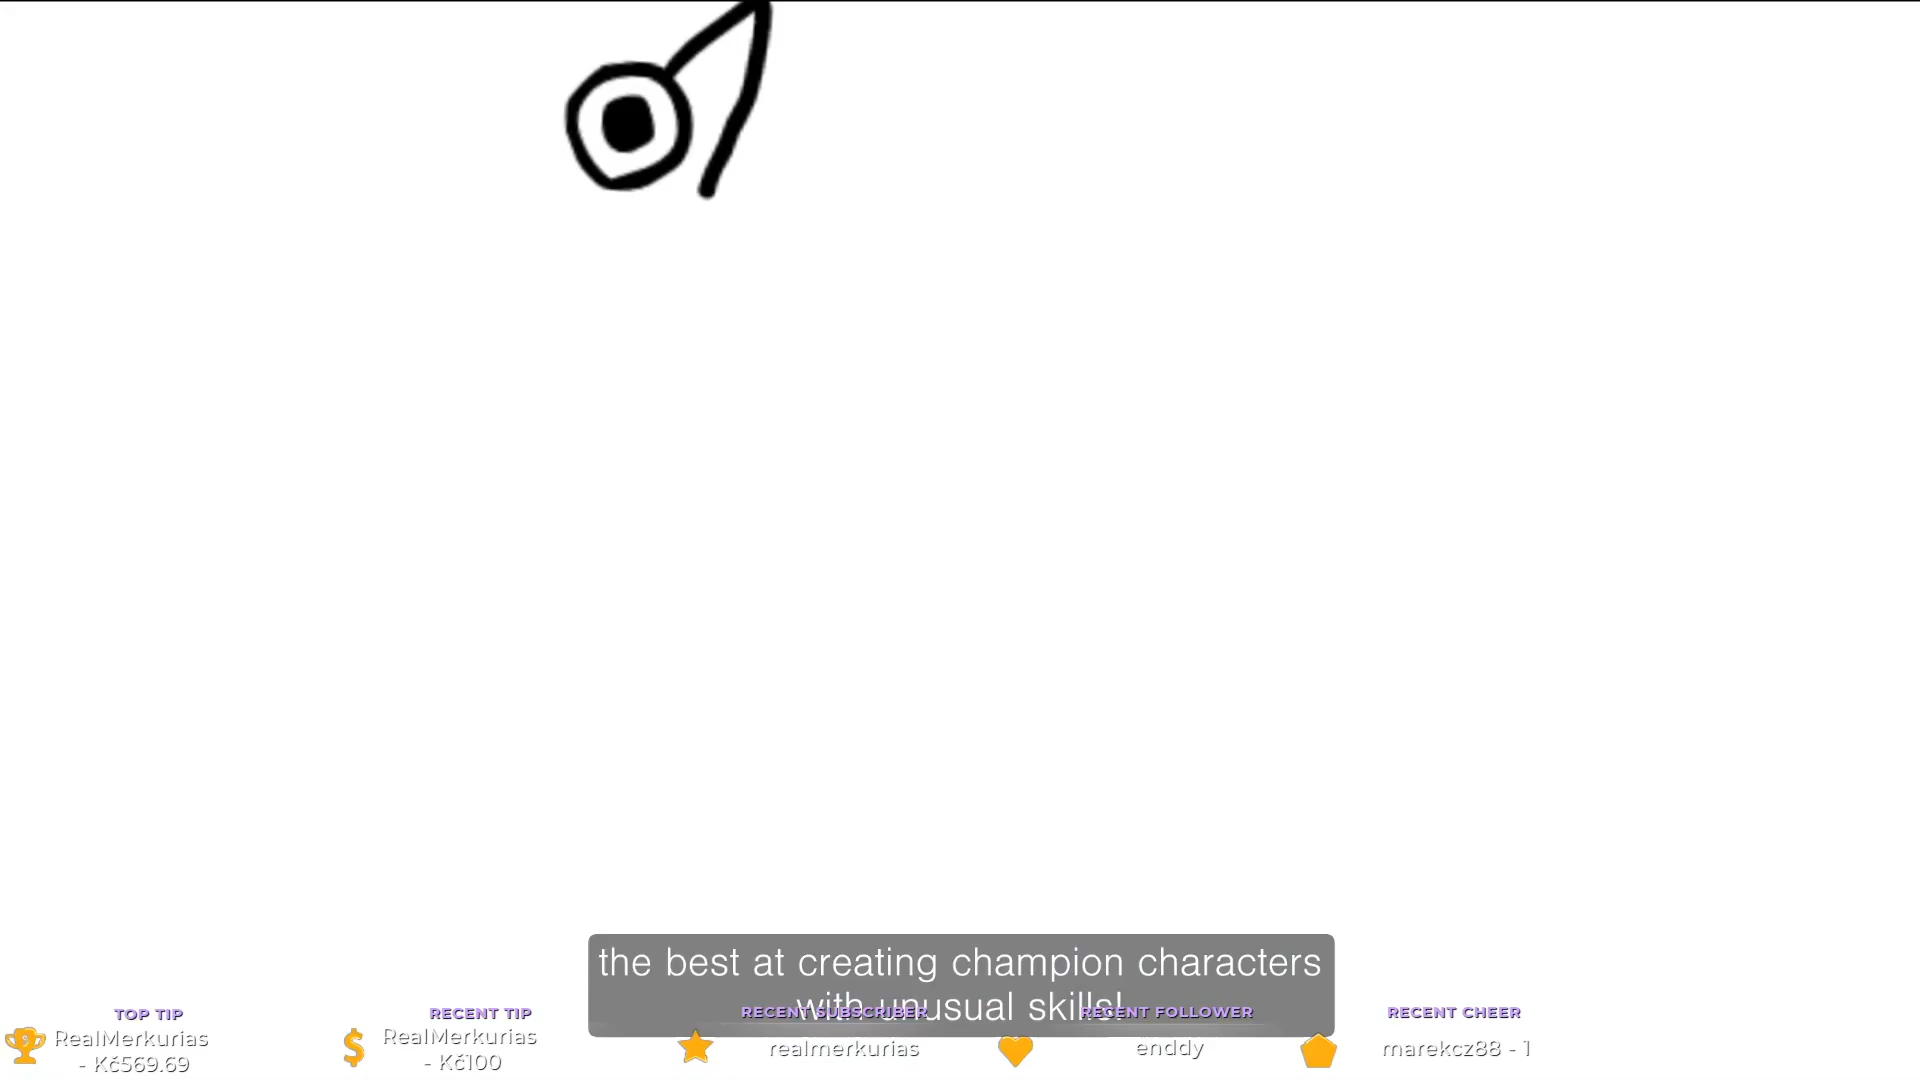 the best at creating champion characters
with unusual skills!
TOP TIP
RealMerkurias
- Kč569.69
RECENT TIP
RealMerkurias
- Kč100
RECENT SUBSCRIBER
realmerkurias
RECENT FOLLOWER
enddy
RECENT CHEER
marekcz88 - 1